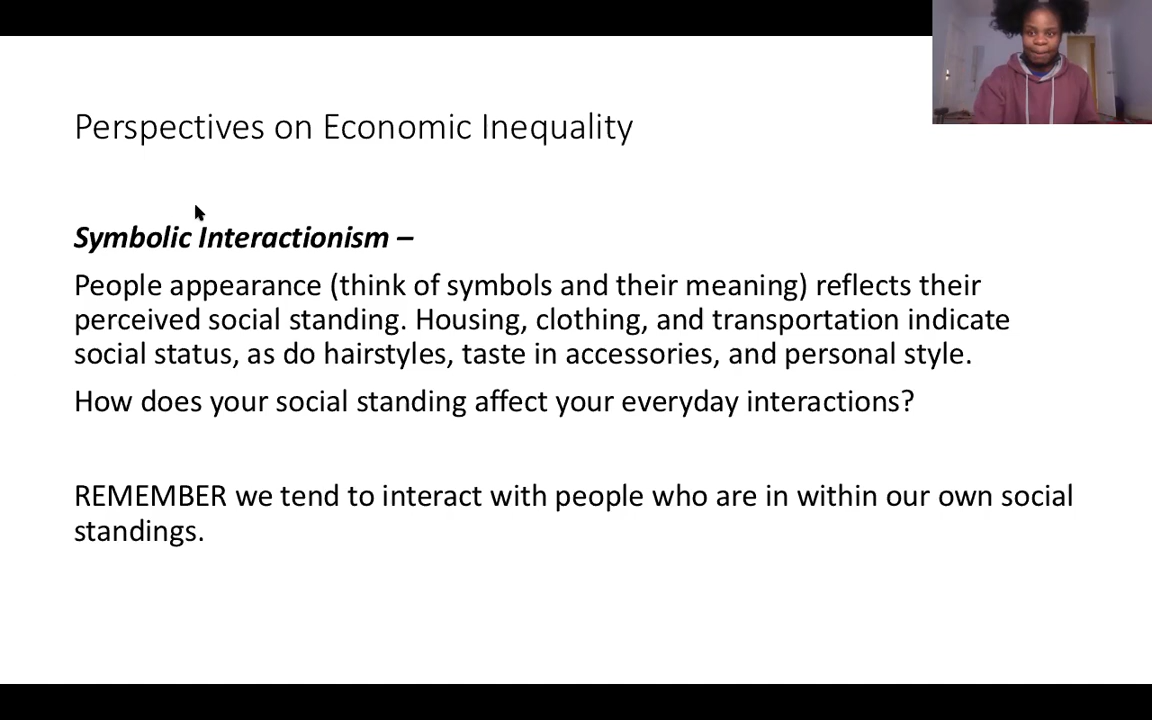 Perspectives on Economic Inequality
Symbolic Interactionism –
People appearance (think of symbols and their meaning) reflects their
perceived social standing. Housing, clothing, and transportation indicate
social status, as do hairstyles, taste in accessories, and personal style.
How does your social standing affect your everyday interactions?
REMEMBER we tend to interact with people who are in within our own social
standings.